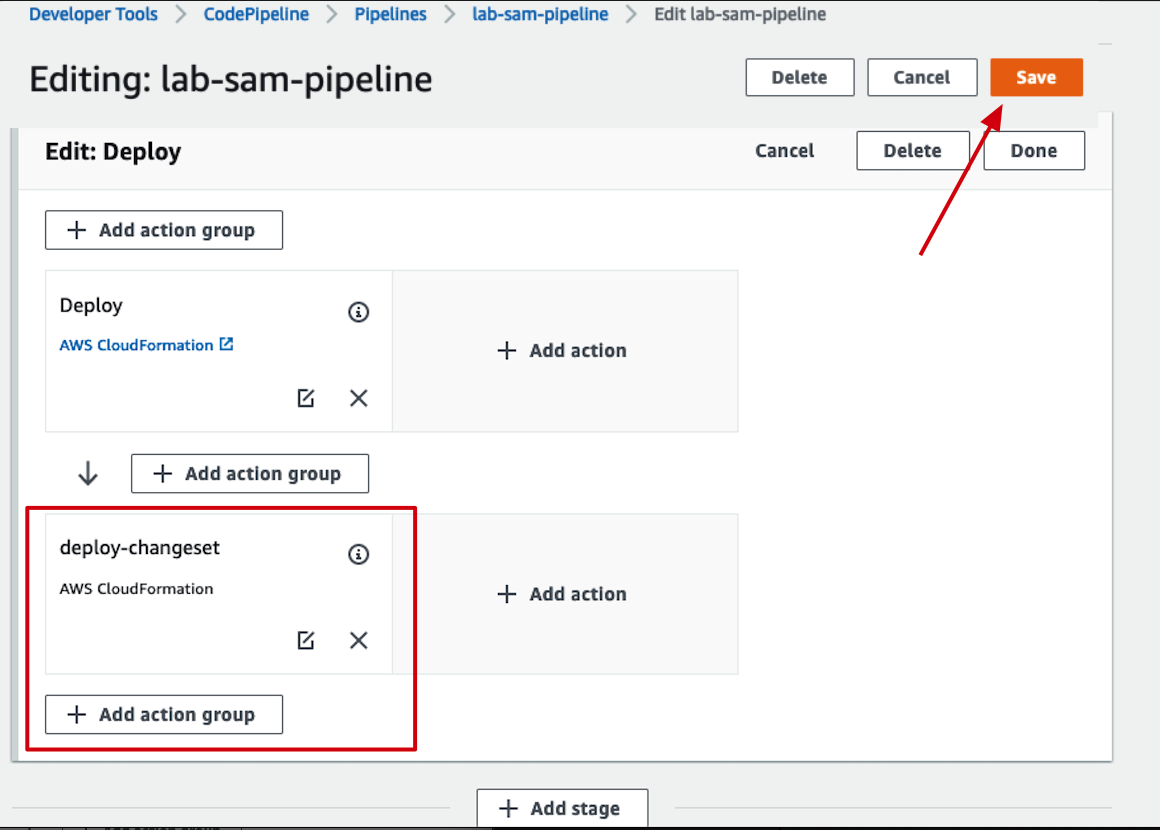 Developer Tools > CodePipeline > Pipelines > lab-sam-pipeline > Edit lab-sam-pipeline
Editing: lab-sam-pipeline Delete Cancel Save
Edit: Deploy Cancel Delete Done
+ Add action group
Deploy
AWS CloudFormation
+ Add action
+ Add action group
deploy-changeset
AWS CloudFormation
+ Add action
+ Add action group
+ Add stage